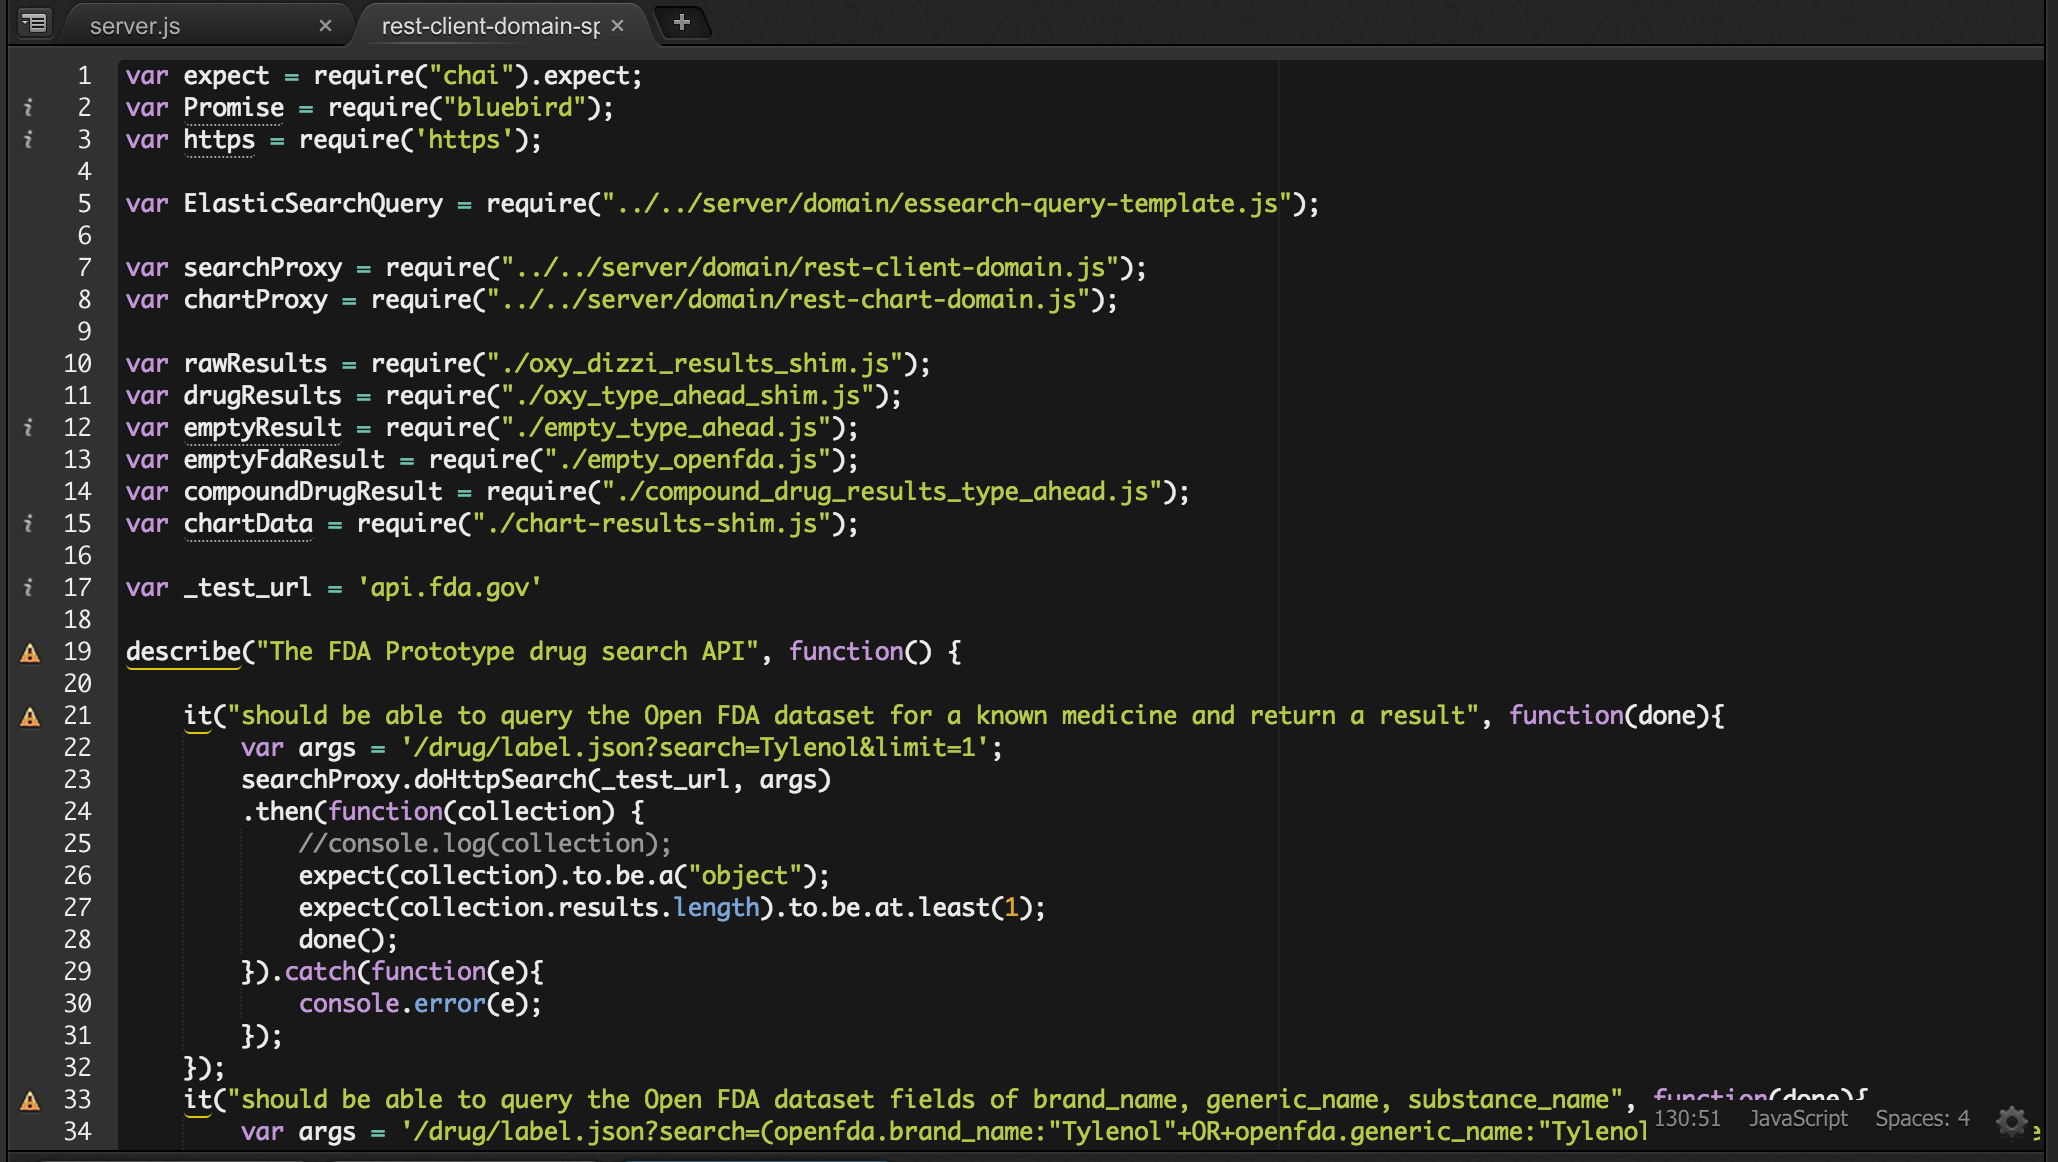 server.js × rest-client-domain-sp × +
1 var expect = require("chai").expect;
i 2 var Promise = require("bluebird");
i 3 var https = require('https');
4
5 var ElasticSearchQuery = require("../../server/domain/essearch-query-template.js");
6
7 var searchProxy = require("../../server/domain/rest-client-domain.js");
8 var chartProxy = require("../../server/domain/rest-chart-domain.js");
9
10 var rawResults = require("./oxy_dizzi_results_shim.js");
11 var drugResults = require("./oxy_type_ahead_shim.js");
i 12 var emptyResult = require("./empty_type_ahead.js");
13 var emptyFdaResult = require("./empty_openfda.js");
14 var compoundDrugResult = require("./compound_drug_results_type_ahead.js");
i 15 var chartData = require("./chart-results-shim.js");
16
i 17 var _test_url = 'api.fda.gov'
18
19 describe("The FDA Prototype drug search API", function() {
20
21     it("should be able to query the Open FDA dataset for a known medicine and return a result", function(done){
22         var args = '/drug/label.json?search=Tylenol&limit=1';
23         searchProxy.doHttpSearch(_test_url, args)
24         .then(function(collection) {
25             //console.log(collection);
26             expect(collection).to.be.a("object");
27             expect(collection.results.length).to.be.at.least(1);
28             done();
29         }).catch(function(e){
30             console.error(e);
31         });
32     });
33     it("should be able to query the Open FDA dataset fields of brand_name, generic_name, substance_name", function(done){
34         var args = '/drug/label.json?search=(openfda.brand_name:"Tylenol"+OR+openfda.generic_name:"Tylenol
130:51 JavaScript Spaces: 4